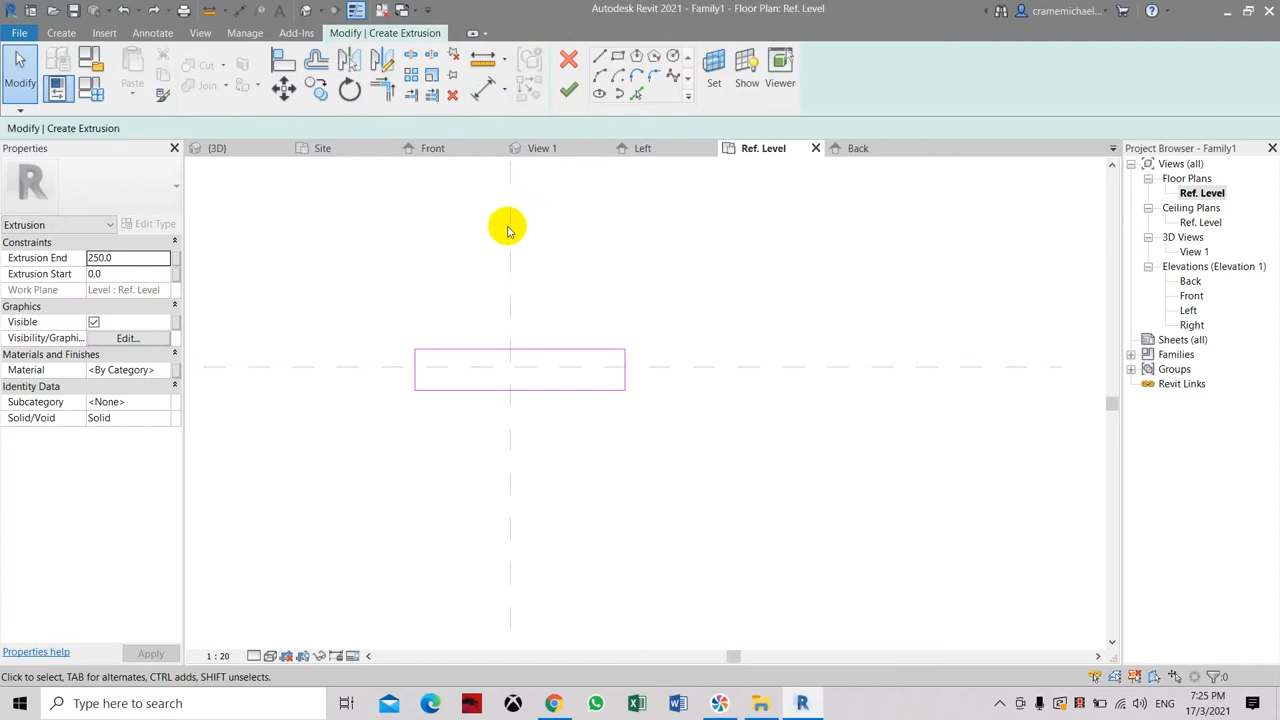 Autodesk Revit 2021 - Family1 - Floor Plan: Ref. Level
cramemichael...
File
Create
Insert
Annotate
View
Manage
Add-Ins
Modify | Create Extrusion
Modify
Paste
Cut
Join
Set
Show
Viewer
Modify | Create Extrusion
Properties
{3D}
Site
Front
View 1
Left
Ref. Level
Back
Project Browser - Family1
Extrusion
Edit Type
Constraints
Extrusion End 250.0
Extrusion Start 0.0
Work Plane Level : Ref. Level
Graphics
Visible
Visibility/Graphi... Edit...
Materials and Finishes
Material <By Category>
Identity Data
Subcategory <None>
Solid/Void Solid
Properties help
Apply
Views (all)
Floor Plans
Ref. Level
Ceiling Plans
Ref. Level
3D Views
View 1
Elevations (Elevation 1)
Back
Front
Left
Right
Sheets (all)
Families
Groups
Revit Links
1 : 20
Click to select, TAB for alternates, CTRL adds, SHIFT unselects.
:0
Type here to search
ENG
7:25 PM
17/3/2021